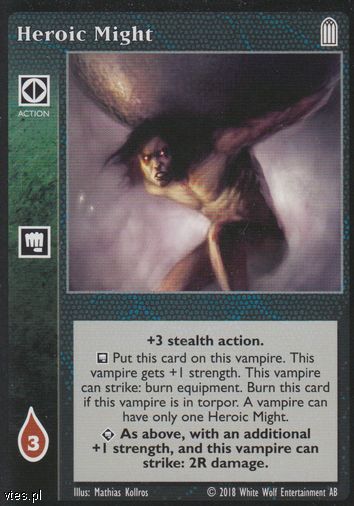 Heroic Might
ACTION
+3 stealth action.
Put this card on this vampire. This
vampire gets +1 strength. This vampire
can strike: burn equipment. Burn this card
if this vampire is in torpor. A vampire can
have only one Heroic Might.
As above, with an additional
+1 strength, and this vampire can
strike: 2R damage.
3
Illus: Mathias Kollros © 2018 White Wolf Entertainment AB
vtes.pl